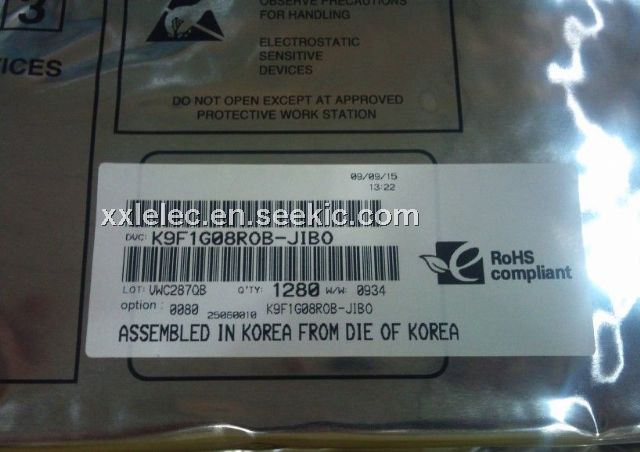 3
VICES
OBSERVE PRECAUTIONS
FOR HANDLING
ELECTROSTATIC
SENSITIVE
DEVICES
DO NOT OPEN EXCEPT AT APPROVED
PROTECTIVE WORK STATION
09/09/15
13:22
xxlelec.en.seekic.com
DVC: K9F1G08R0B-JIB0
LOT: VWC287QB Q'TY: 1280 W/W: 0934
option: 0080 25060010 K9F1G08R0B-JIB0
ASSEMBLED IN KOREA FROM DIE OF KOREA
e RoHS
compliant